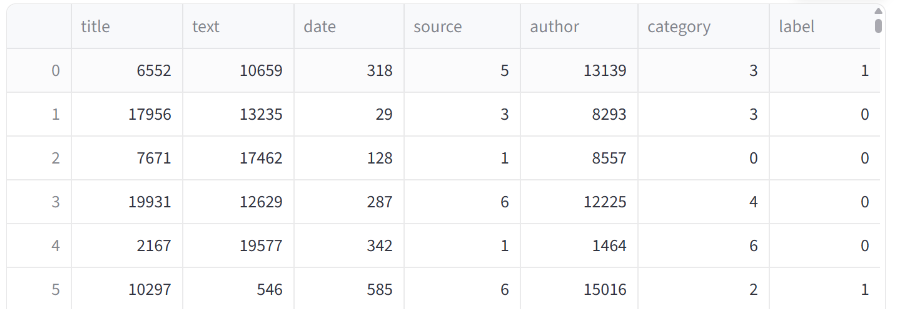 title text date source author category label
0 6552 10659 318 5 13139 3 1
1 17956 13235 29 3 8293 3 0
2 7671 17462 128 1 8557 0 0
3 19931 12629 287 6 12225 4 0
4 2167 19577 342 1 1464 6 0
5 10297 546 585 6 15016 2 1